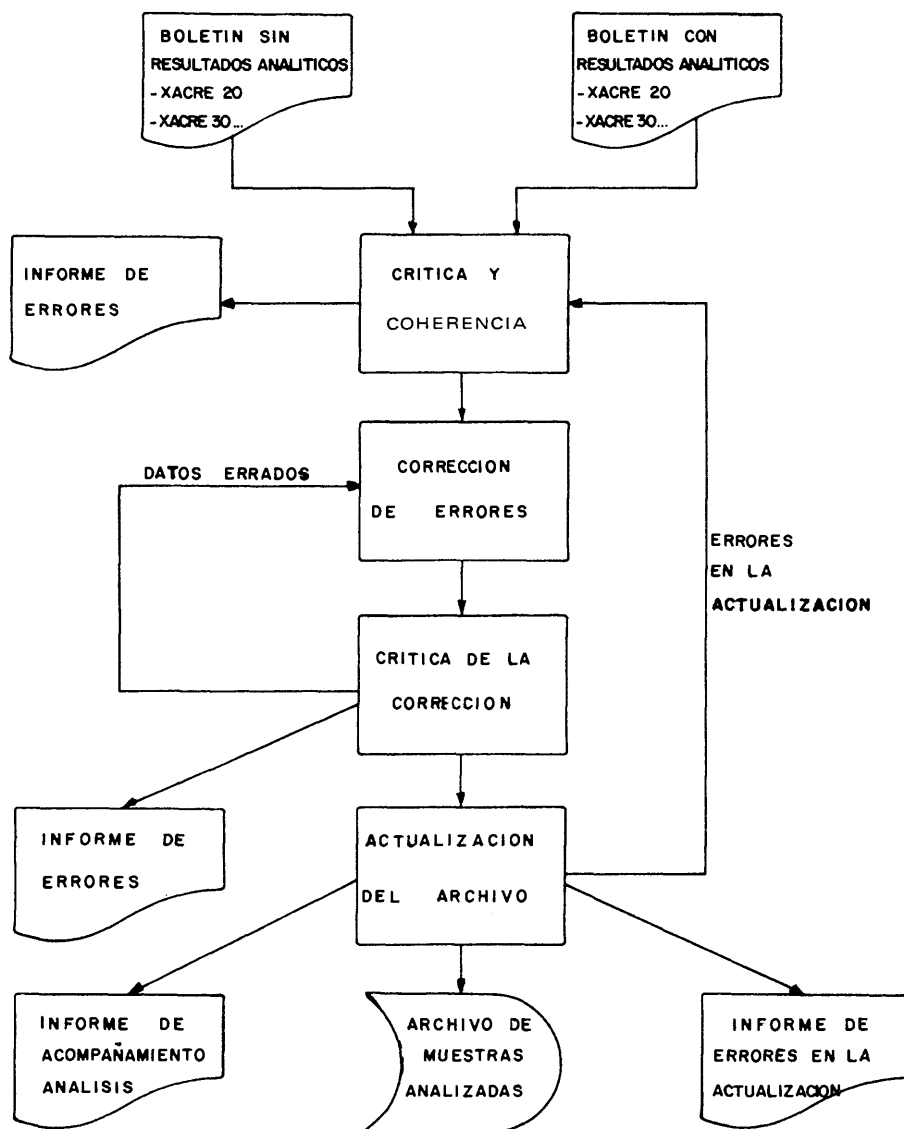 BOLETIN SIN
RESULTADOS ANALITICOS
-XACRE 20
-XACRE 30...
BOLETIN CON
RESULTADOS ANALITICOS
-XACRE 20
-XACRE 30...
INFORME DE
ERRORES
CRITICA Y
COHERENCIA
DATOS ERRADOS
CORRECCION
DE ERRORES
ERRORES
EN LA
ACTUALIZACION
CRITICA DE LA
CORRECCION
INFORME DE
ERRORES
ACTUALIZACION
DEL ARCHIVO
INFORME DE
ACOMPAÑAMIENTO
ANALISIS
ARCHIVO DE
MUESTRAS
ANALIZADAS
INFORME DE
ERRORES EN LA
ACTUALIZACION